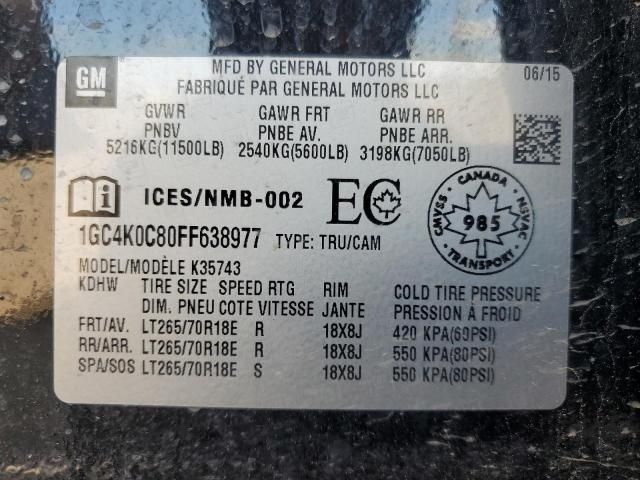 GM
MFD BY GENERAL MOTORS LLC
FABRIQUÉ PAR GENERAL MOTORS LLC
06/15
GVWR GAWR FRT GAWR RR
PNBV PNBE AV. PNBE ARR.
5216KG(11500LB) 2540KG(5600LB) 3198KG(7050LB)
i ICES/NMB-002 EC
CANADA
CMVSS NSVAC
985
TRANSPORT
1GC4K0C80FF638977 TYPE: TRU/CAM
MODEL/MODÈLE K35743
KDHW TIRE SIZE SPEED RTG RIM COLD TIRE PRESSURE
DIM. PNEU COTE VITESSE JANTE PRESSION À FROID
FRT/AV. LT265/70R18E R 18X8J 420 KPA(60PSI)
RR/ARR. LT265/70R18E R 18X8J 550 KPA(80PSI)
SPA/SOS LT265/70R18E S 18X8J 550 KPA(80PSI)